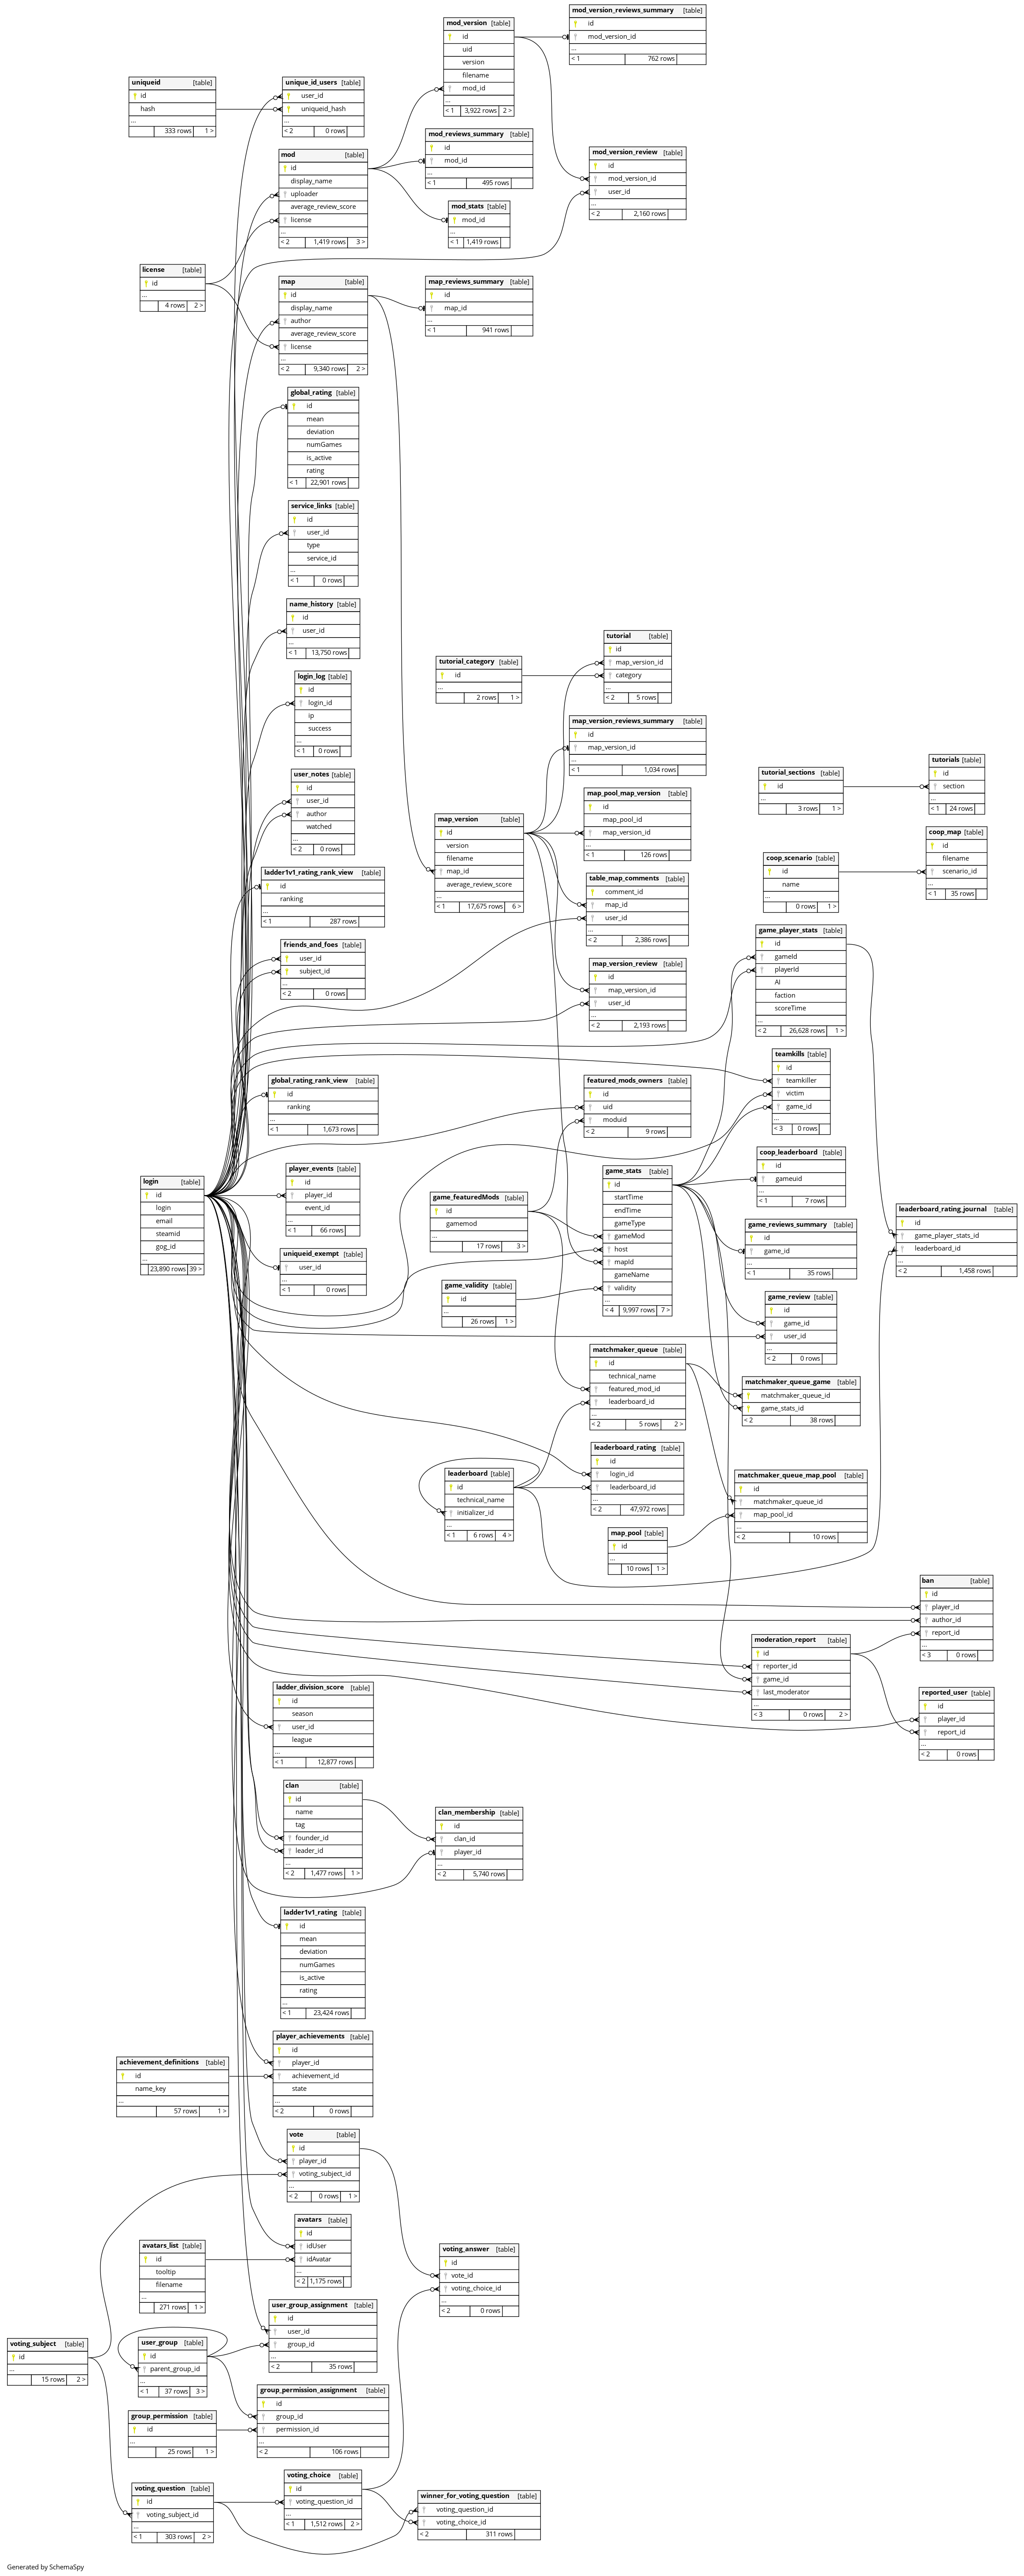 mod_version [table]
id
uid
version
filename
mod_id
...
< 1 3,922 rows 2 >
mod_version_reviews_summary [table]
id
mod_version_id
...
< 1 762 rows
uniqueid [table]
id
hash
...
333 rows 1 >
unique_id_users [table]
user_id
uniqueid_hash
...
< 2 0 rows
mod_reviews_summary [table]
id
mod_id
...
< 1 495 rows
mod [table]
id
display_name
uploader
average_review_score
license
...
< 2 1,419 rows 3 >
mod_version_review [table]
id
mod_version_id
user_id
...
< 2 2,160 rows
mod_stats [table]
mod_id
...
< 1 1,419 rows
license [table]
id
...
4 rows 2 >
map [table]
id
display_name
author
average_review_score
license
...
< 2 9,340 rows 2 >
map_reviews_summary [table]
id
map_id
...
< 1 941 rows
global_rating [table]
id
mean
deviation
numGames
is_active
rating
< 1 22,901 rows
service_links [table]
id
user_id
type
service_id
...
< 1 0 rows
name_history [table]
id
user_id
...
< 1 13,750 rows
login_log [table]
id
login_id
ip
success
...
< 1 0 rows
user_notes [table]
id
user_id
author
watched
...
< 2 0 rows
ladder1v1_rating_rank_view [table]
id
ranking
...
< 1 287 rows
friends_and_foes [table]
user_id
subject_id
...
< 2 0 rows
tutorial_category [table]
id
...
2 rows 1 >
tutorial [table]
id
map_version_id
category
...
< 2 5 rows
map_version_reviews_summary [table]
id
map_version_id
...
< 1 1,034 rows
map_pool_map_version [table]
id
map_pool_id
map_version_id
...
< 1 126 rows
map_version [table]
id
version
filename
map_id
average_review_score
...
< 1 17,675 rows 6 >
table_map_comments [table]
comment_id
map_id
user_id
...
< 2 2,386 rows
map_version_review [table]
id
map_version_id
user_id
...
< 2 2,193 rows
tutorial_sections [table]
id
...
3 rows 1 >
tutorials [table]
id
section
...
< 1 24 rows
coop_scenario [table]
id
name
...
0 rows 1 >
coop_map [table]
id
filename
scenario_id
...
< 1 35 rows
game_player_stats [table]
id
gameId
playerId
AI
faction
scoreTime
...
< 2 26,628 rows 1 >
teamkills [table]
id
teamkiller
victim
game_id
...
< 3 0 rows
global_rating_rank_view [table]
id
ranking
...
< 1 1,673 rows
featured_mods_owners [table]
id
uid
moduid
< 2 9 rows
login [table]
id
login
email
steamid
gog_id
...
23,890 rows 39 >
player_events [table]
id
player_id
event_id
...
< 1 66 rows
uniqueid_exempt [table]
user_id
...
< 1 0 rows
game_featuredMods [table]
id
gamemod
...
17 rows 3 >
game_validity [table]
id
...
26 rows 1 >
game_stats [table]
id
startTime
endTime
gameType
gameMod
host
mapId
gameName
validity
...
< 4 9,997 rows 7 >
coop_leaderboard [table]
id
gameuid
...
< 1 7 rows
game_reviews_summary [table]
id
game_id
...
< 1 35 rows
leaderboard_rating_journal [table]
id
game_player_stats_id
leaderboard_id
...
< 2 1,458 rows
game_review [table]
id
game_id
user_id
...
< 2 0 rows
matchmaker_queue [table]
id
technical_name
featured_mod_id
leaderboard_id
...
< 2 5 rows 2 >
matchmaker_queue_game [table]
matchmaker_queue_id
game_stats_id
< 2 38 rows
leaderboard [table]
id
technical_name
initializer_id
...
< 1 6 rows 4 >
leaderboard_rating [table]
id
login_id
leaderboard_id
...
< 2 47,972 rows
matchmaker_queue_map_pool [table]
id
matchmaker_queue_id
map_pool_id
...
< 2 10 rows
map_pool [table]
id
...
10 rows 1 >
ban [table]
id
player_id
author_id
report_id
...
< 3 0 rows
moderation_report [table]
id
reporter_id
game_id
last_moderator
...
< 3 0 rows 2 >
reported_user [table]
id
player_id
report_id
...
< 2 0 rows
ladder_division_score [table]
id
season
user_id
league
...
< 1 12,877 rows
clan [table]
id
name
tag
founder_id
leader_id
...
< 2 1,477 rows 1 >
clan_membership [table]
id
clan_id
player_id
...
< 2 5,740 rows
ladder1v1_rating [table]
id
mean
deviation
numGames
is_active
rating
...
< 1 23,424 rows
achievement_definitions [table]
id
name_key
...
57 rows 1 >
player_achievements [table]
id
player_id
achievement_id
state
...
< 2 0 rows
vote [table]
id
player_id
voting_subject_id
...
< 2 0 rows 1 >
avatars_list [table]
id
tooltip
filename
...
271 rows 1 >
avatars [table]
id
idUser
idAvatar
...
< 2 1,175 rows
voting_answer [table]
id
vote_id
voting_choice_id
...
< 2 0 rows
user_group_assignment [table]
id
user_id
group_id
...
< 2 35 rows
voting_subject [table]
id
...
15 rows 2 >
user_group [table]
id
parent_group_id
...
< 1 37 rows 3 >
group_permission_assignment [table]
id
group_id
permission_id
...
< 2 106 rows
group_permission [table]
id
...
25 rows 1 >
voting_question [table]
id
voting_subject_id
...
< 1 303 rows 2 >
voting_choice [table]
id
voting_question_id
...
< 1 1,512 rows 2 >
winner_for_voting_question [table]
voting_question_id
voting_choice_id
< 2 311 rows
Generated by SchemaSpy